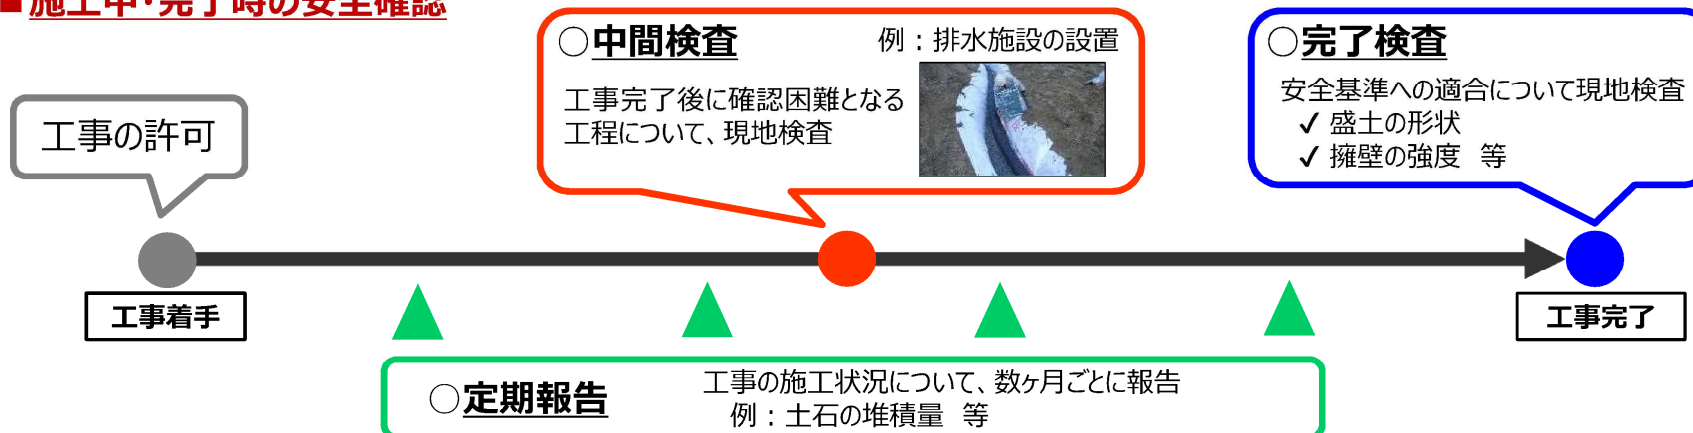 ■施工中・完了時の安全確認
工事の許可
○中間検査
例：排水施設の設置
工事完了後に確認困難となる
工程について、現地検査
○完了検査
安全基準への適合について現地検査
✓ 盛土の形状
✓ 擁壁の強度 等
工事着手
工事完了
○定期報告
工事の施工状況について、数ヶ月ごとに報告
例：土石の堆積量 等